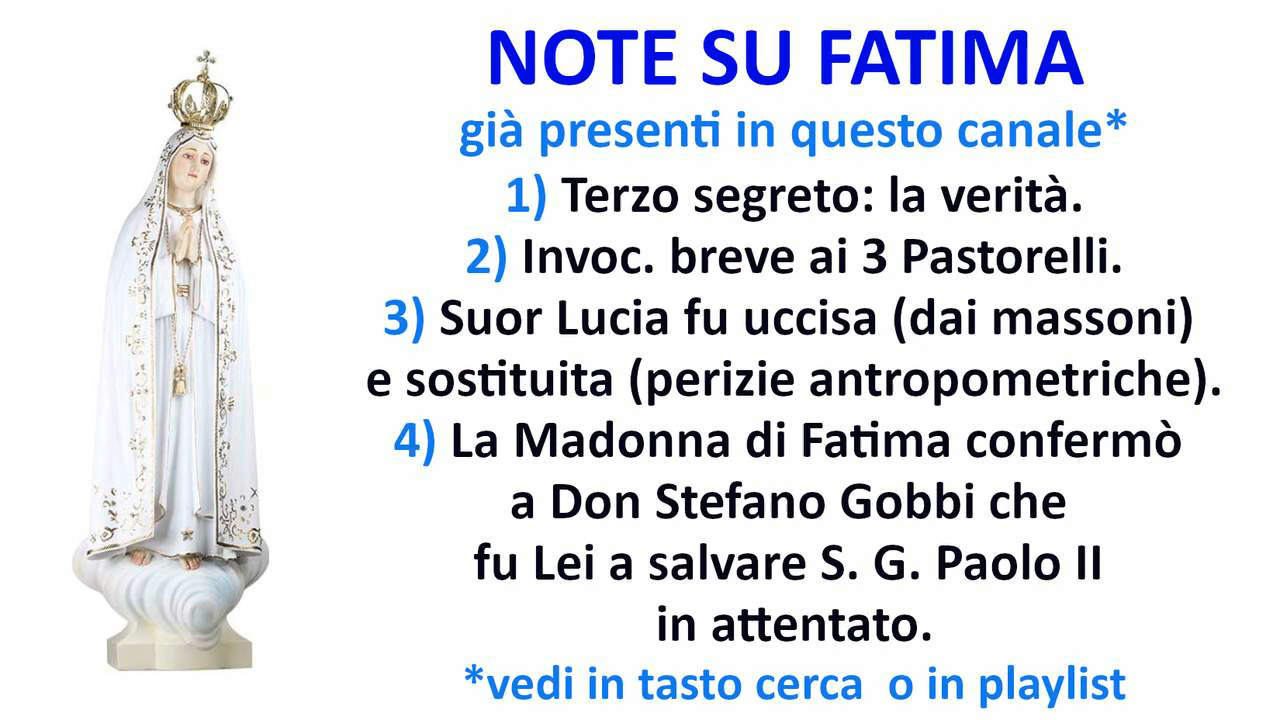 NOTE SU FATIMA
già presenti in questo canale*
1) Terzo segreto: la verità.
2) Invoc. breve ai 3 Pastorelli.
3) Suor Lucia fu uccisa (dai massoni)
e sostituita (perizie antropometriche).
4) La Madonna di Fatima confermò
a Don Stefano Gobbi che
fu Lei a salvare S. G. Paolo II
in attentato.
*vedi in tasto cerca o in playlist